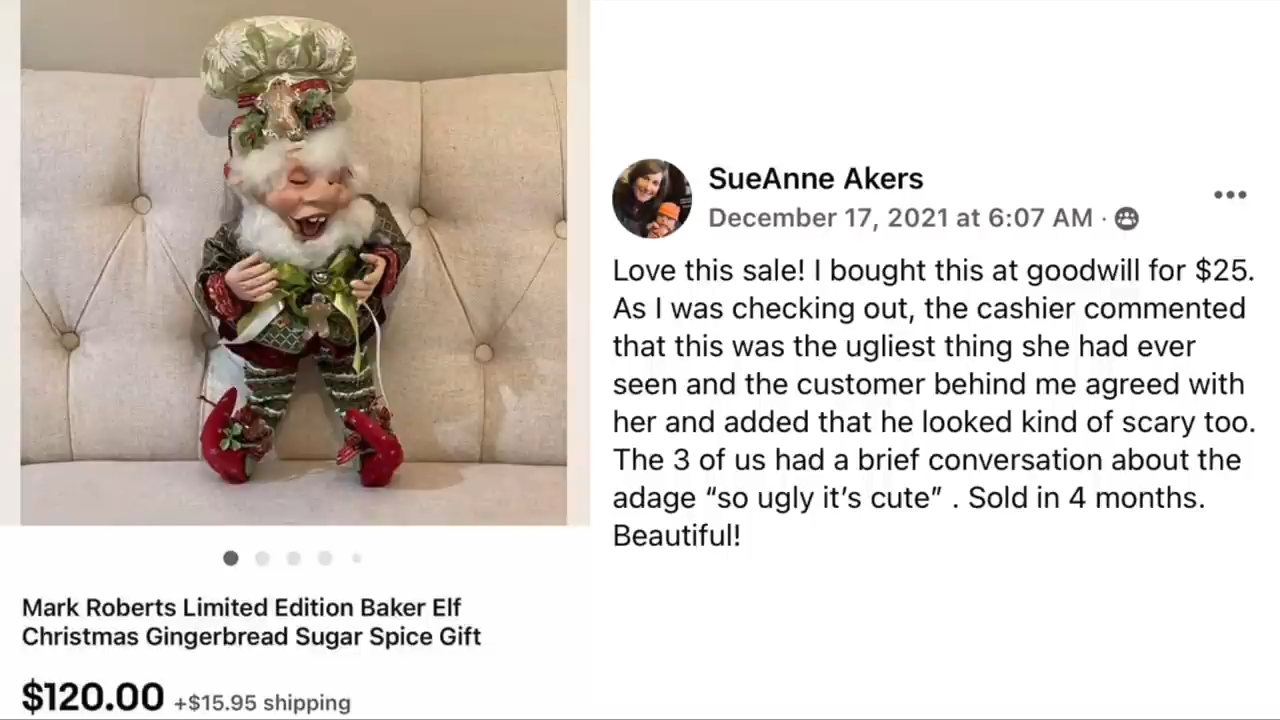 SueAnne Akers
December 17, 2021 at 6:07 AM ·
Love this sale! I bought this at goodwill for $25.
As I was checking out, the cashier commented
that this was the ugliest thing she had ever
seen and the customer behind me agreed with
her and added that he looked kind of scary too.
The 3 of us had a brief conversation about the
adage “so ugly it’s cute” . Sold in 4 months.
Beautiful!
Mark Roberts Limited Edition Baker Elf
Christmas Gingerbread Sugar Spice Gift
$120.00 +$15.95 shipping